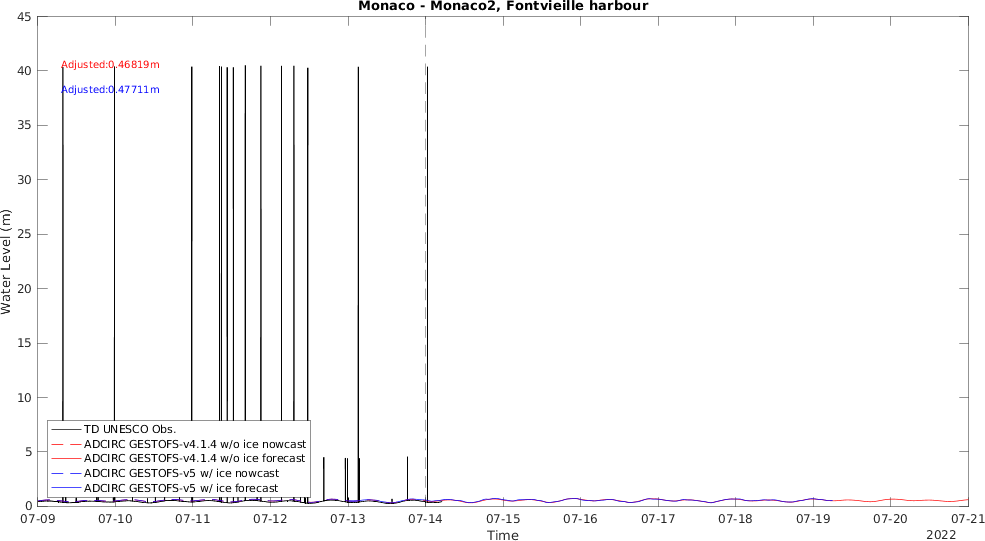 Monaco - Monaco2, Fontvieille harbour
45
40
35
30
25
20
15
10
5
0
Water Level (m)
Adjusted:0.46819m
Adjusted:0.47711m
TD UNESCO Obs.
ADCIRC GESTOFS-v4.1.4 w/o ice nowcast
ADCIRC GESTOFS-v4.1.4 w/o ice forecast
ADCIRC GESTOFS-v5 w/ ice nowcast
ADCIRC GESTOFS-v5 w/ ice forecast
07-09 07-10 07-11 07-12 07-13 07-14 07-15 07-16 07-17 07-18 07-19 07-20 07-21
Time
2022